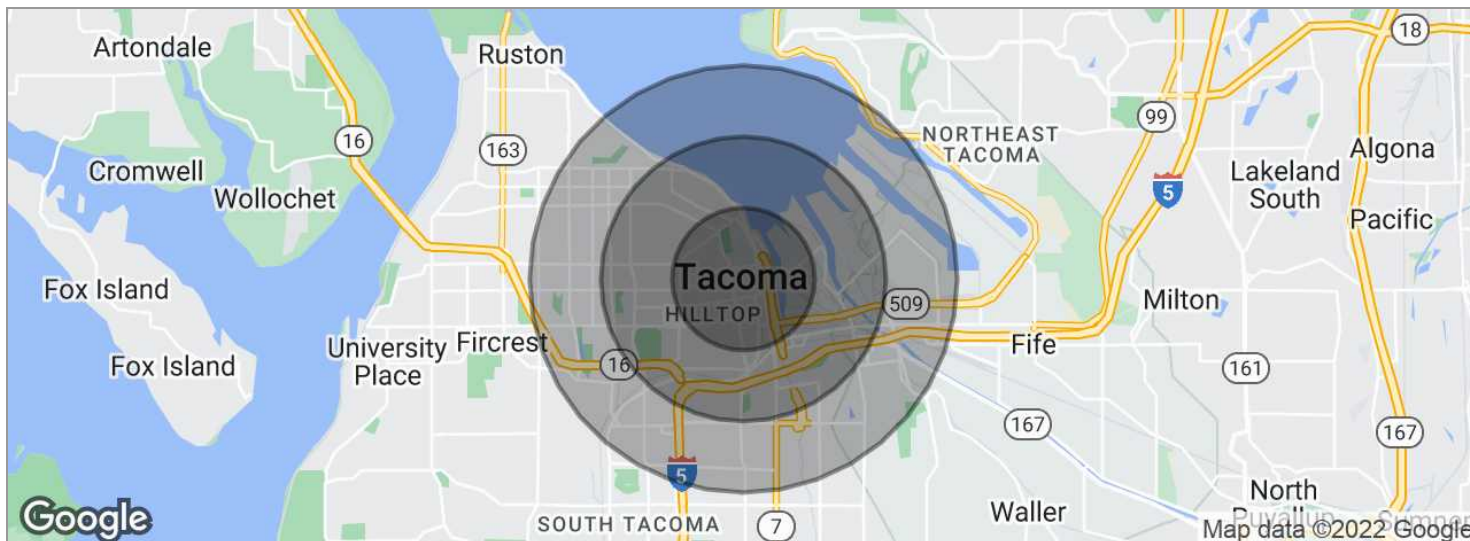 Artondale
Ruston
18
16
163
99
NORTHEAST
TACOMA
Algona
Cromwell
Wollochet
5
Lakeland
South
Pacific
Tacoma
HILLTOP
509
Fox Island
Milton
University
Place
Fircrest
Fife
Fox Island
16
161
167
167
5
North
Waller
SOUTH TACOMA
7
Google
Map data ©2022 Google